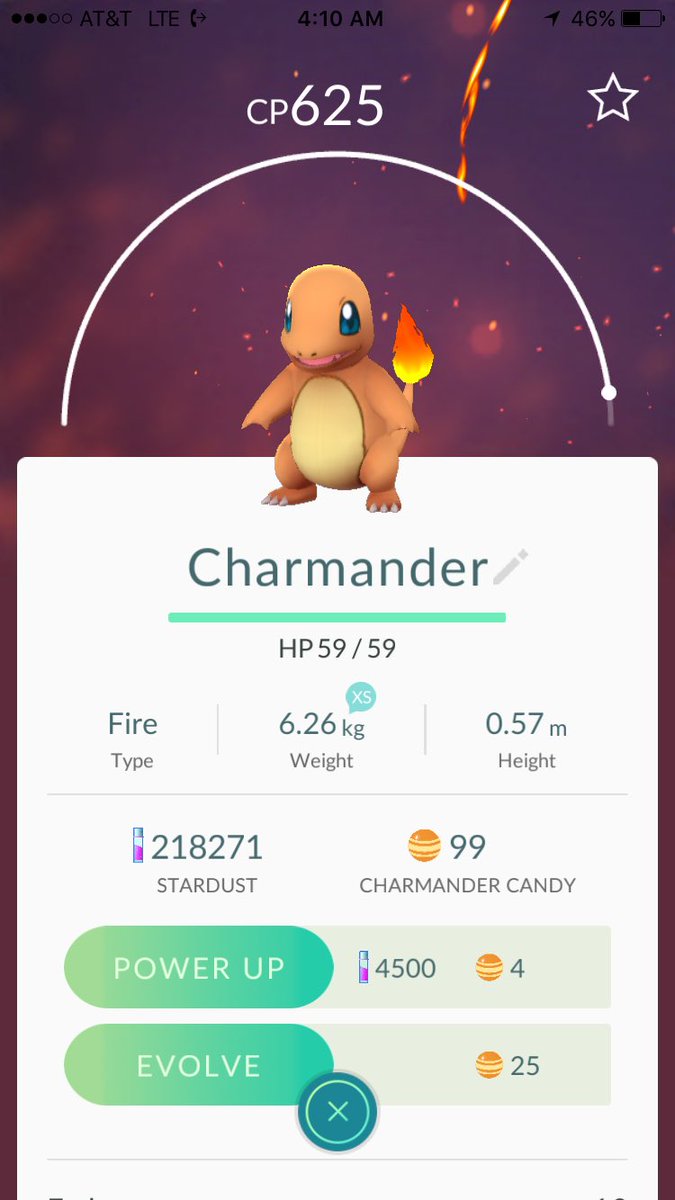 AT&T LTE 4:10 AM 46%
CP625
Charmander
HP 59 / 59
XS
Fire 6.26 kg 0.57 m
Type Weight Height
218271 99
STARDUST CHARMANDER CANDY
POWER UP 4500 4
EVOLVE 25